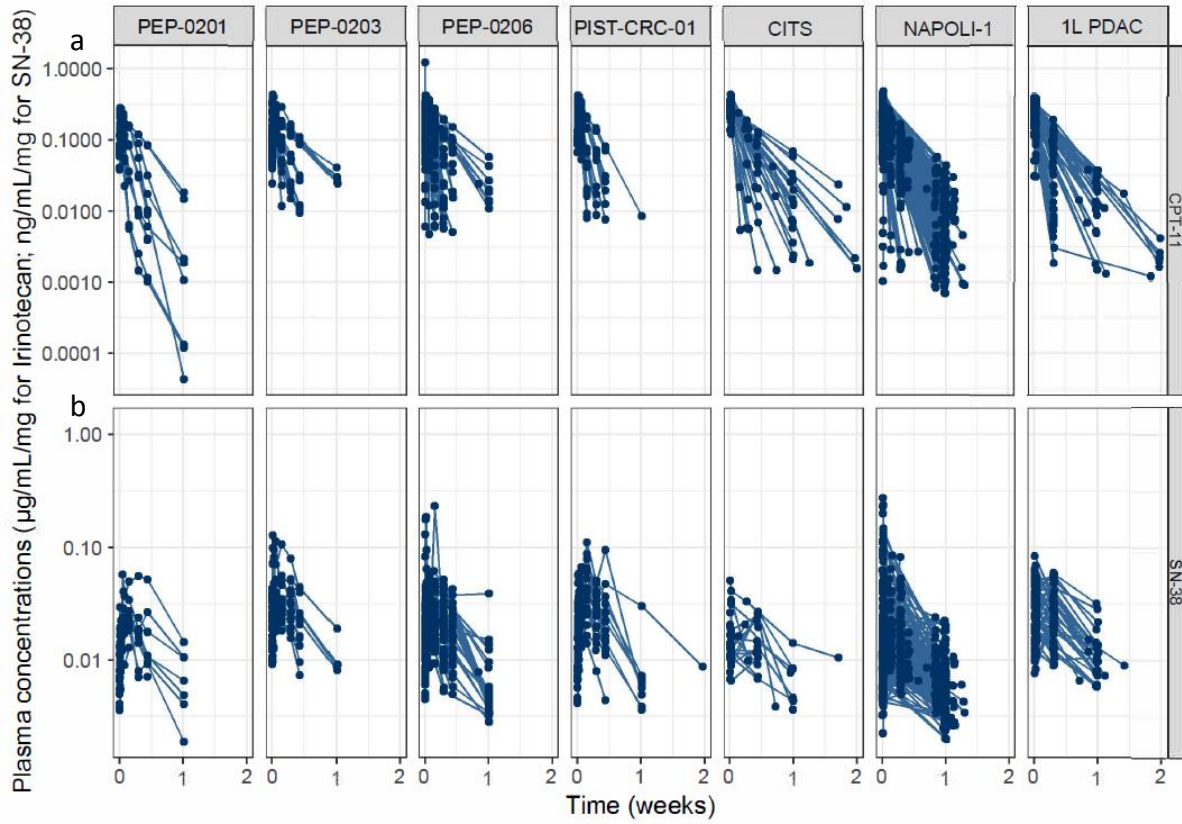 PEP-0201 PEP-0203 PEP-0206 PIST-CRC-01 CITS NAPOLI-1 1L PDAC
a
1.0000
0.1000
0.0100
0.0010
0.0001
CPT-11
b
1.00
0.10
0.01
SN-38
0 1 2 0 1 2 0 1 2 0 1 2 0 1 2 0 1 2 0 1 2
Time (weeks)
Plasma concentrations (µg/mL/mg for Irinotecan; ng/mL/mg for SN-38)